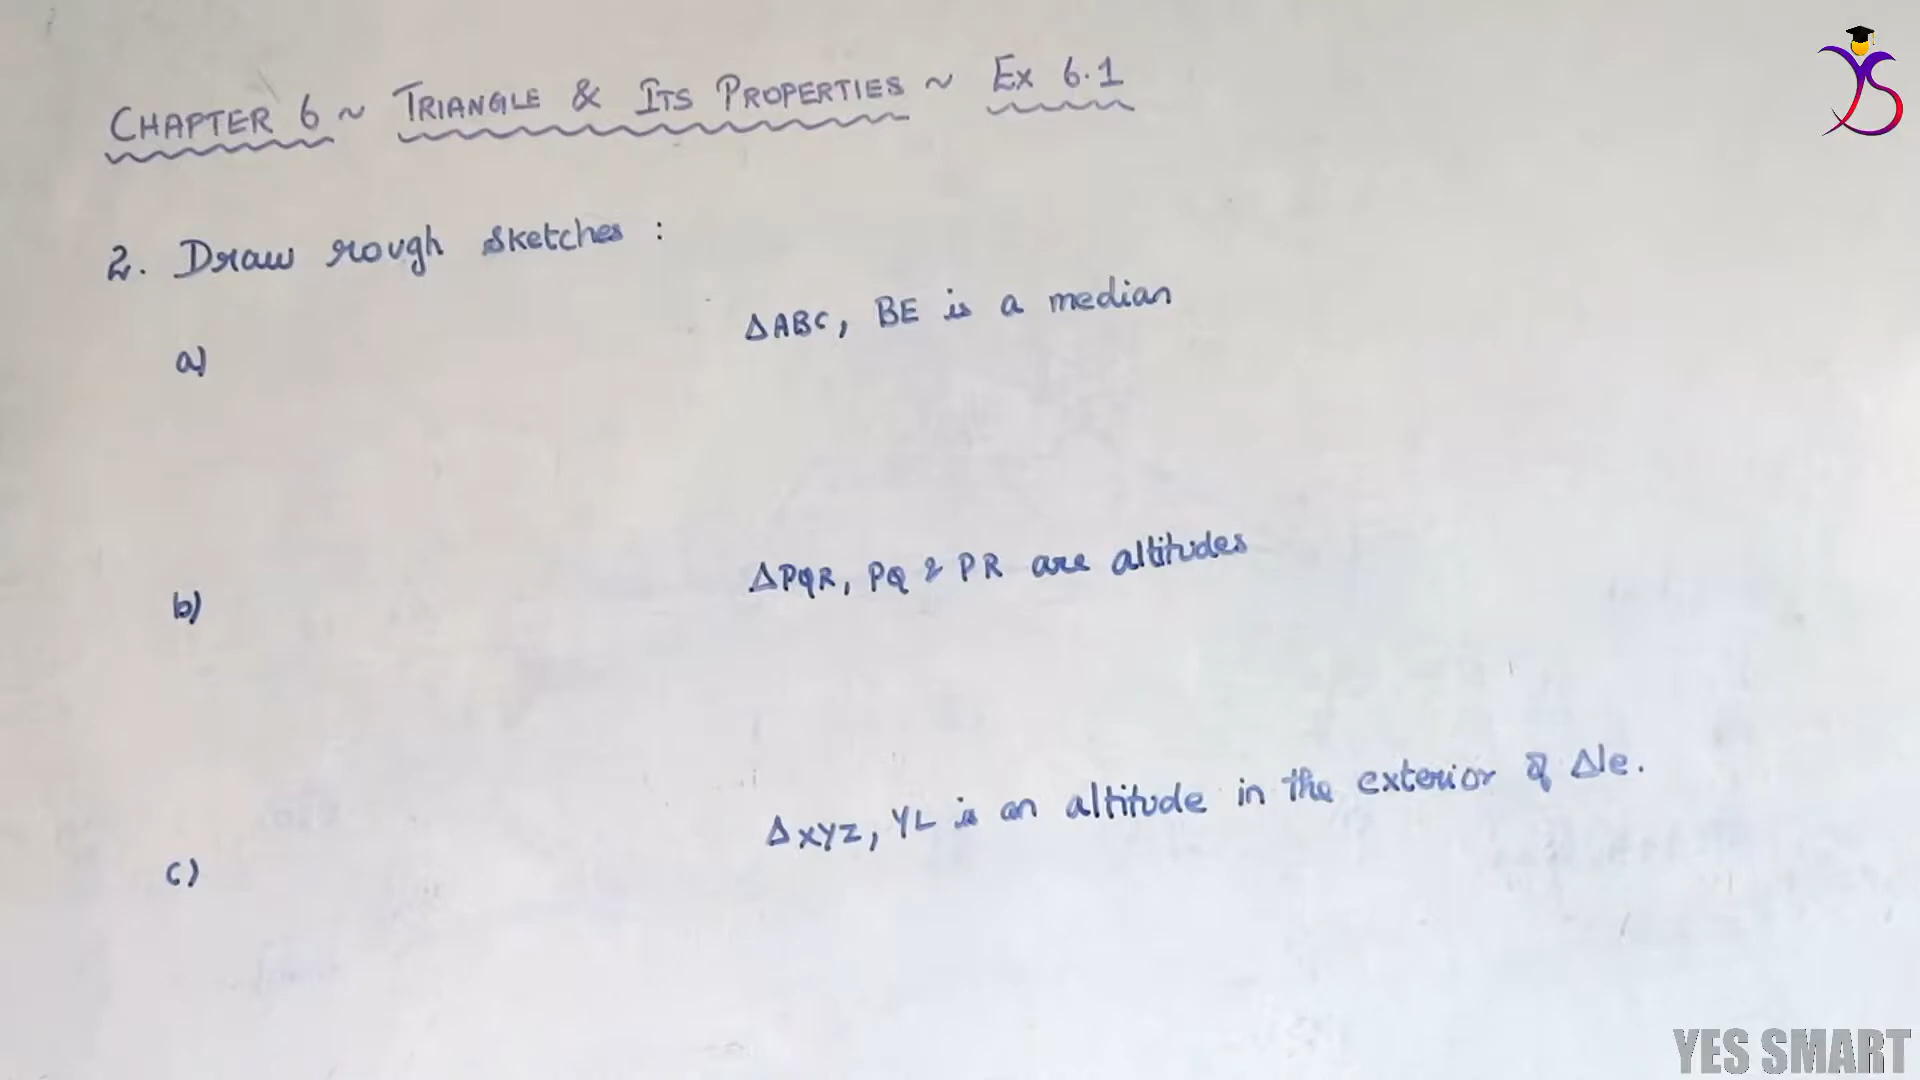 CHAPTER 6 ~ TRIANGLE & ITS PROPERTIES ~ Ex 6.1
2. Draw rough sketches :
a) ΔABC, BE is a median
b) ΔPQR, PQ & PR are altitudes
c) ΔXYZ, YL is an altitude in the exterior of Δle.
YES SMART